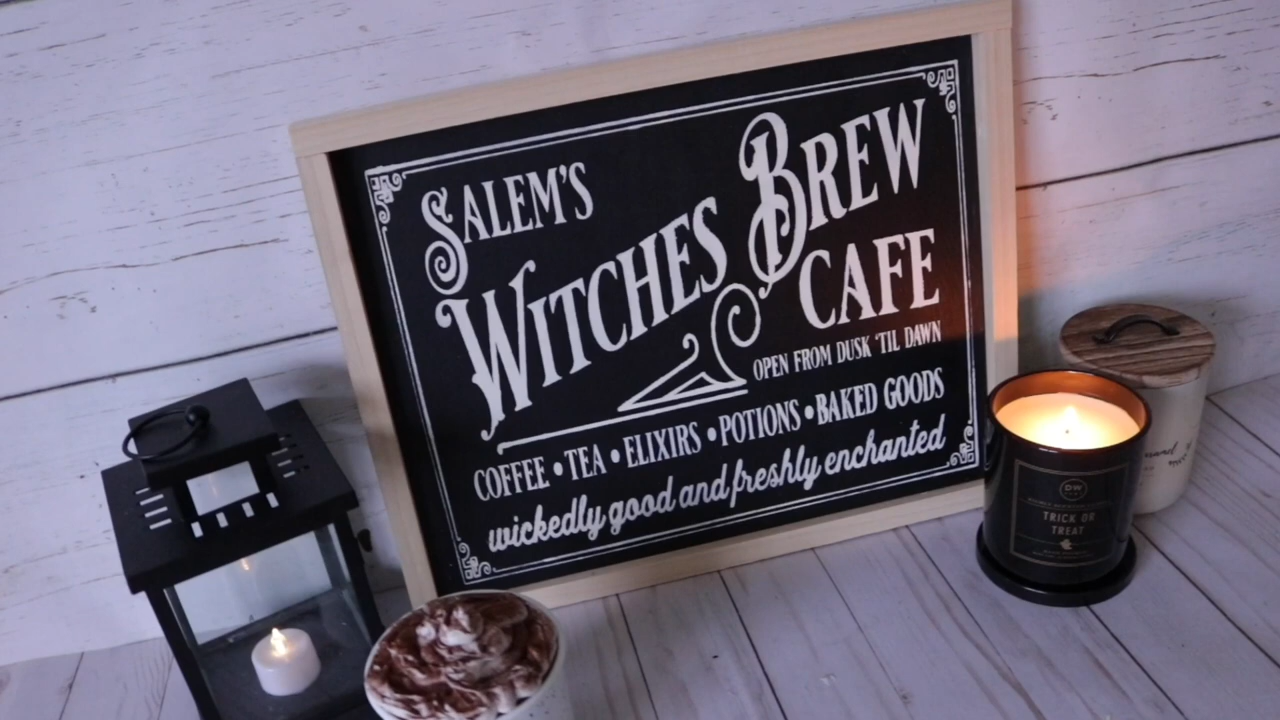 SALEM'S
WITCHES BREW
CAFE
OPEN FROM DUSK 'TIL DAWN
COFFEE • TEA • ELIXIRS • POTIONS • BAKED GOODS
wickedly good and freshly enchanted
DW
TRICK OR
TREAT